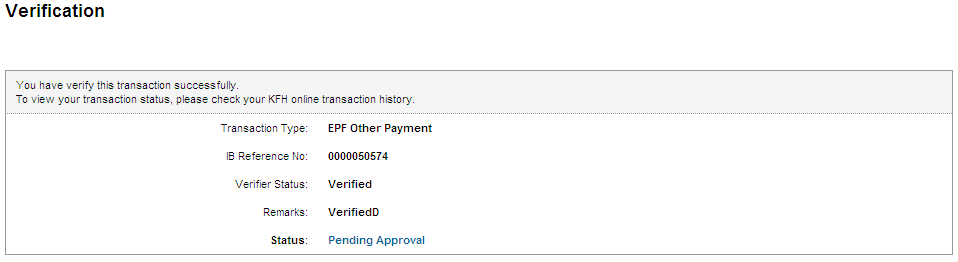 Verification
You have verify this transaction successfully.
To view your transaction status, please check your KFH online transaction history.
Transaction Type: EPF Other Payment
IB Reference No: 0000050574
Verifier Status: Verified
Remarks: VerifiedD
Status: Pending Approval